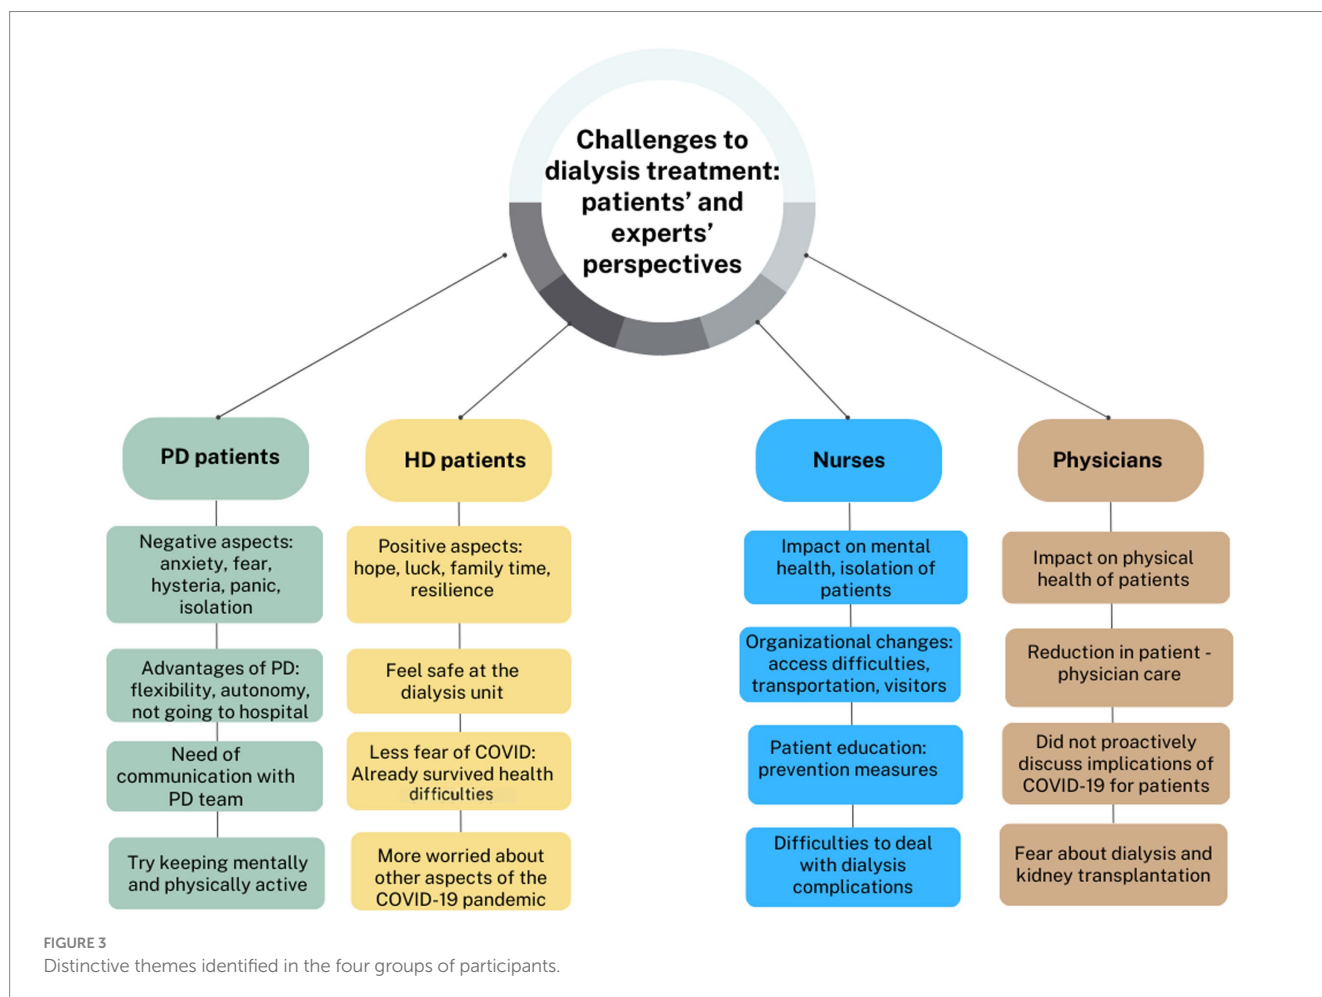 Challenges to
dialysis treatment:
patients’ and
experts’
perspectives
PD patients
Negative aspects:
anxiety, fear,
hysteria, panic,
isolation
Advantages of PD:
flexibility, autonomy,
not going to hospital
Need of
communication with
PD team
Try keeping mentally
and physically active
HD patients
Positive aspects:
hope, luck, family time,
resilience
Feel safe at the
dialysis unit
Less fear of COVID:
Already survived health
difficulties
More worried about
other aspects of the
COVID-19 pandemic
Nurses
Impact on mental
health, isolation of
patients
Organizational changes:
access difficulties,
transportation, visitors
Patient education:
prevention measures
Difficulties to deal
with dialysis
complications
Physicians
Impact on physical
health of patients
Reduction in patient -
physician care
Did not proactively
discuss implications of
COVID-19 for patients
Fear about dialysis and
kidney transplantation
FIGURE 3
Distinctive themes identified in the four groups of participants.